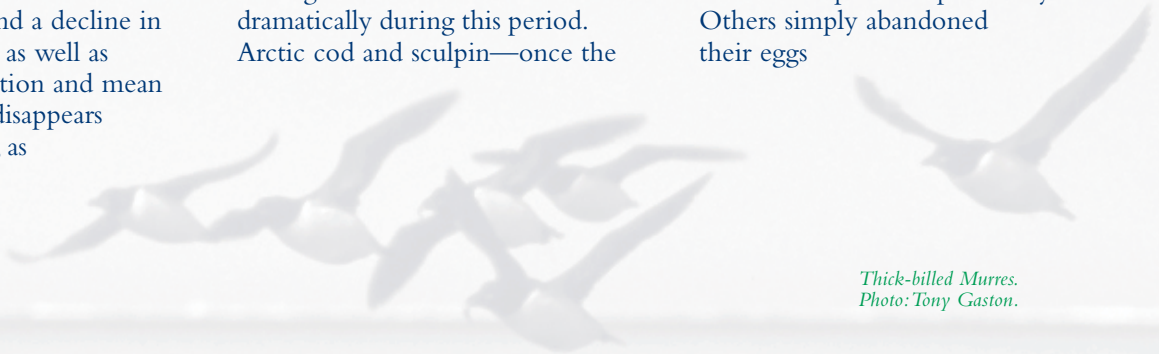 nd a decline in
as well as
tion and mean
disappears
as
dramatically during this period.
Arctic cod and sculpin—once the
Others simply abandoned
their eggs
Thick-billed Murres.
Photo: Tony Gaston.